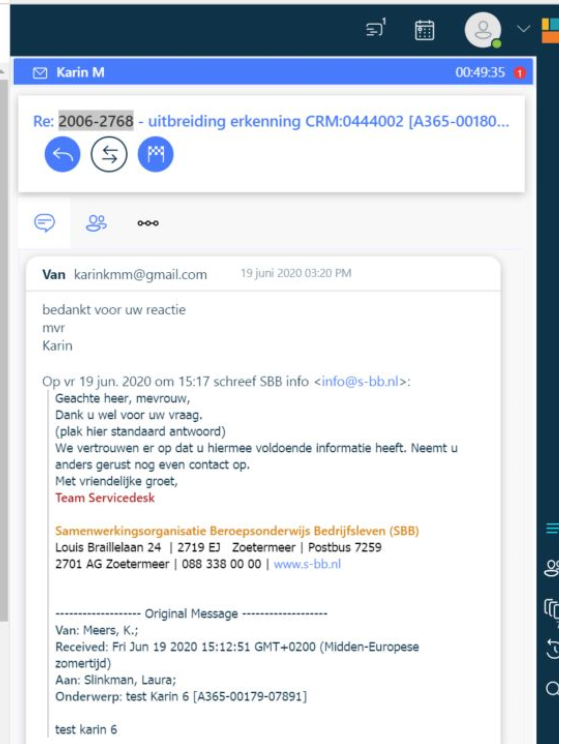 1
Karin M 00:49:35 1
Re: 2006-2768 - uitbreiding erkenning CRM:0444002 [A365-00180...
Van karinkmm@gmail.com 19 juni 2020 03:20 PM
bedankt voor uw reactie
mvr
Karin
Op vr 19 jun. 2020 om 15:17 schreef SBB info <info@s-bb.nl>:
Geachte heer, mevrouw,
Dank u wel voor uw vraag.
(plak hier standaard antwoord)
We vertrouwen er op dat u hiermee voldoende informatie heeft. Neemt u
anders gerust nog even contact op.
Met vriendelijke groet,
Team Servicedesk
Samenwerkingsorganisatie Beroepsonderwijs Bedrijfsleven (SBB)
Louis Braillelaan 24 | 2719 EJ Zoetermeer | Postbus 7259
2701 AG Zoetermeer | 088 338 00 00 | www.s-bb.nl
------------------- Original Message -------------------
Van: Meers, K.;
Received: Fri Jun 19 2020 15:12:51 GMT+0200 (Midden-Europese
zomertijd)
Aan: Slinkman, Laura;
Onderwerp: test Karin 6 [A365-00179-07891]
test karin 6